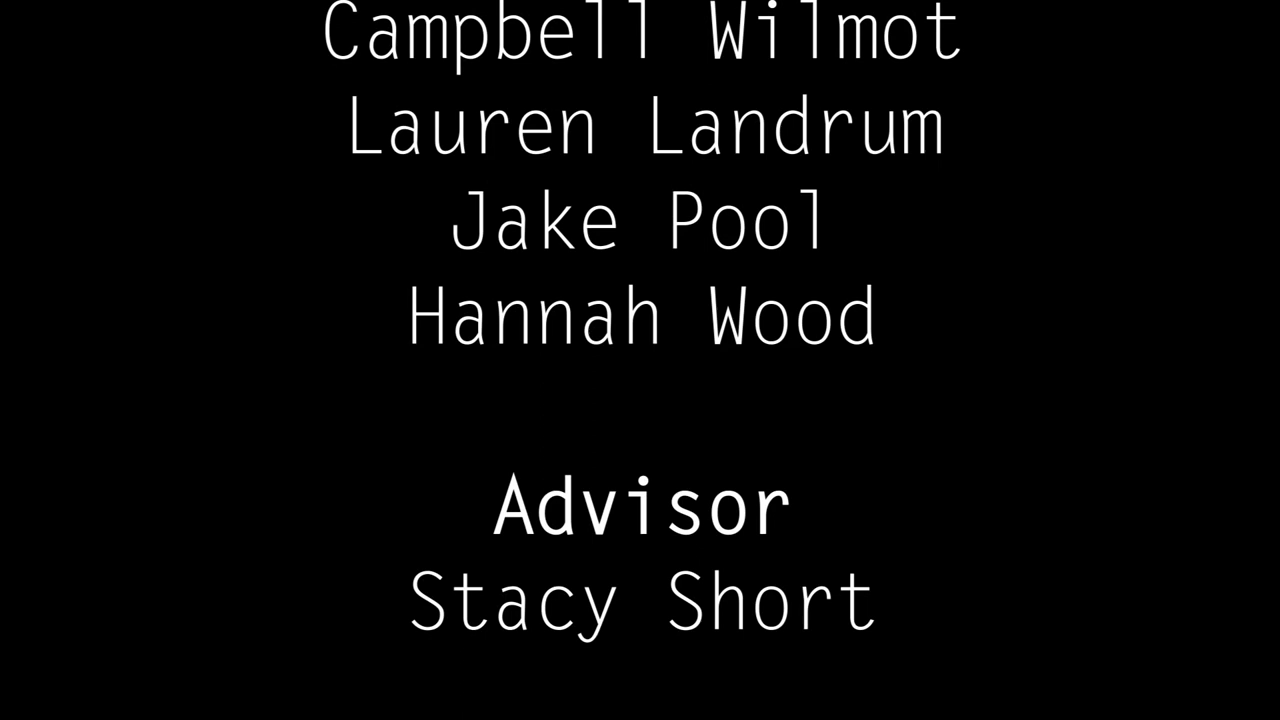 Campbell Wilmot
Lauren Landrum
Jake Pool
Hannah Wood
Advisor
Stacy Short